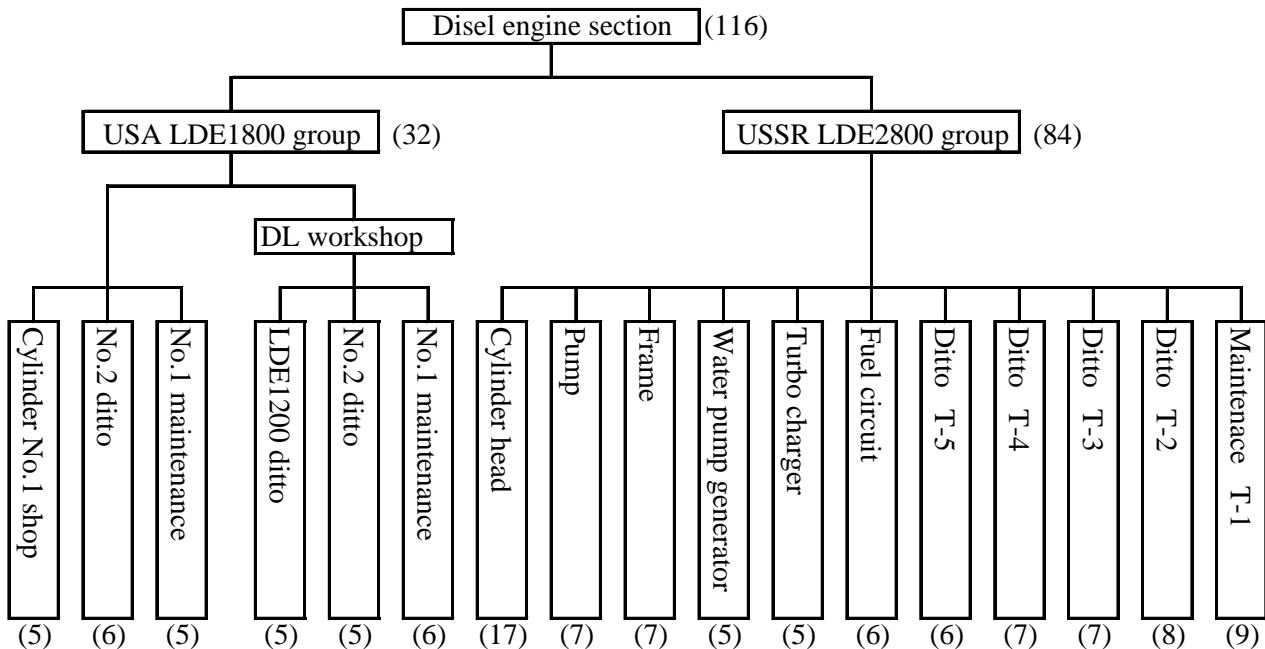 Disel engine section (116)
USA LDE1800 group (32)
USSR LDE2800 group (84)
DL workshop
Cylinder No.1 shop
No.2 ditto
No.1 maintenance
LDE1200 ditto
No.2 ditto
No.1 maintenance
Cylinder head
Pump
Frame
Water pump generator
Turbo charger
Fuel circuit
Ditto T-5
Ditto T-4
Ditto T-3
Ditto T-2
Maintenace T-1
(5) (6) (5) (5) (5) (6) (17) (7) (7) (5) (5) (6) (6) (7) (7) (8) (9)